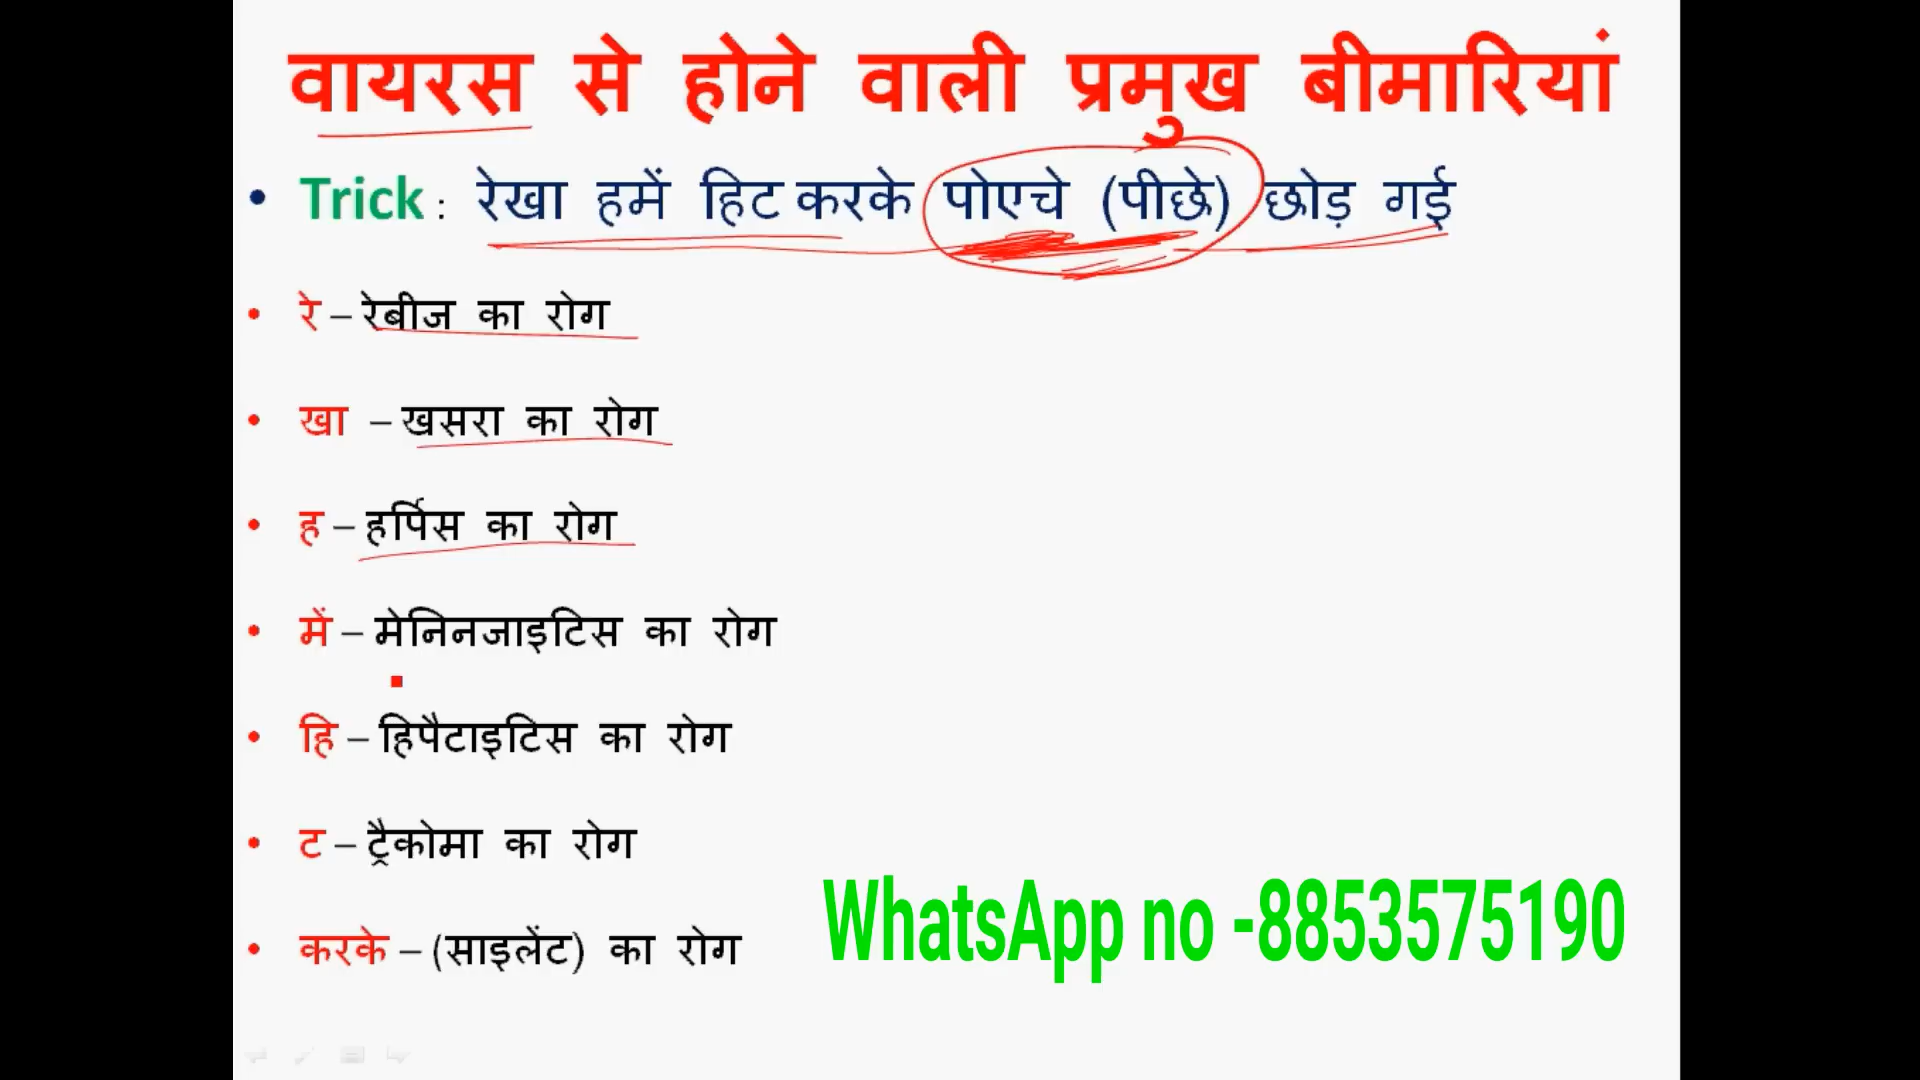 वायरस से होने वाली प्रमुख बीमारियां
• Trick : रेखा हमें हिट करके पोएचे (पीछे) छोड़ गई
• रे – रेबीज का रोग
• खा – खसरा का रोग
• ह – हर्पिस का रोग
• में – मेनिनजाइटिस का रोग
• हि – हिपैटाइटिस का रोग
• ट – ट्रैकोमा का रोग
• करके – (साइलेंट) का रोग
WhatsApp no -8853575190